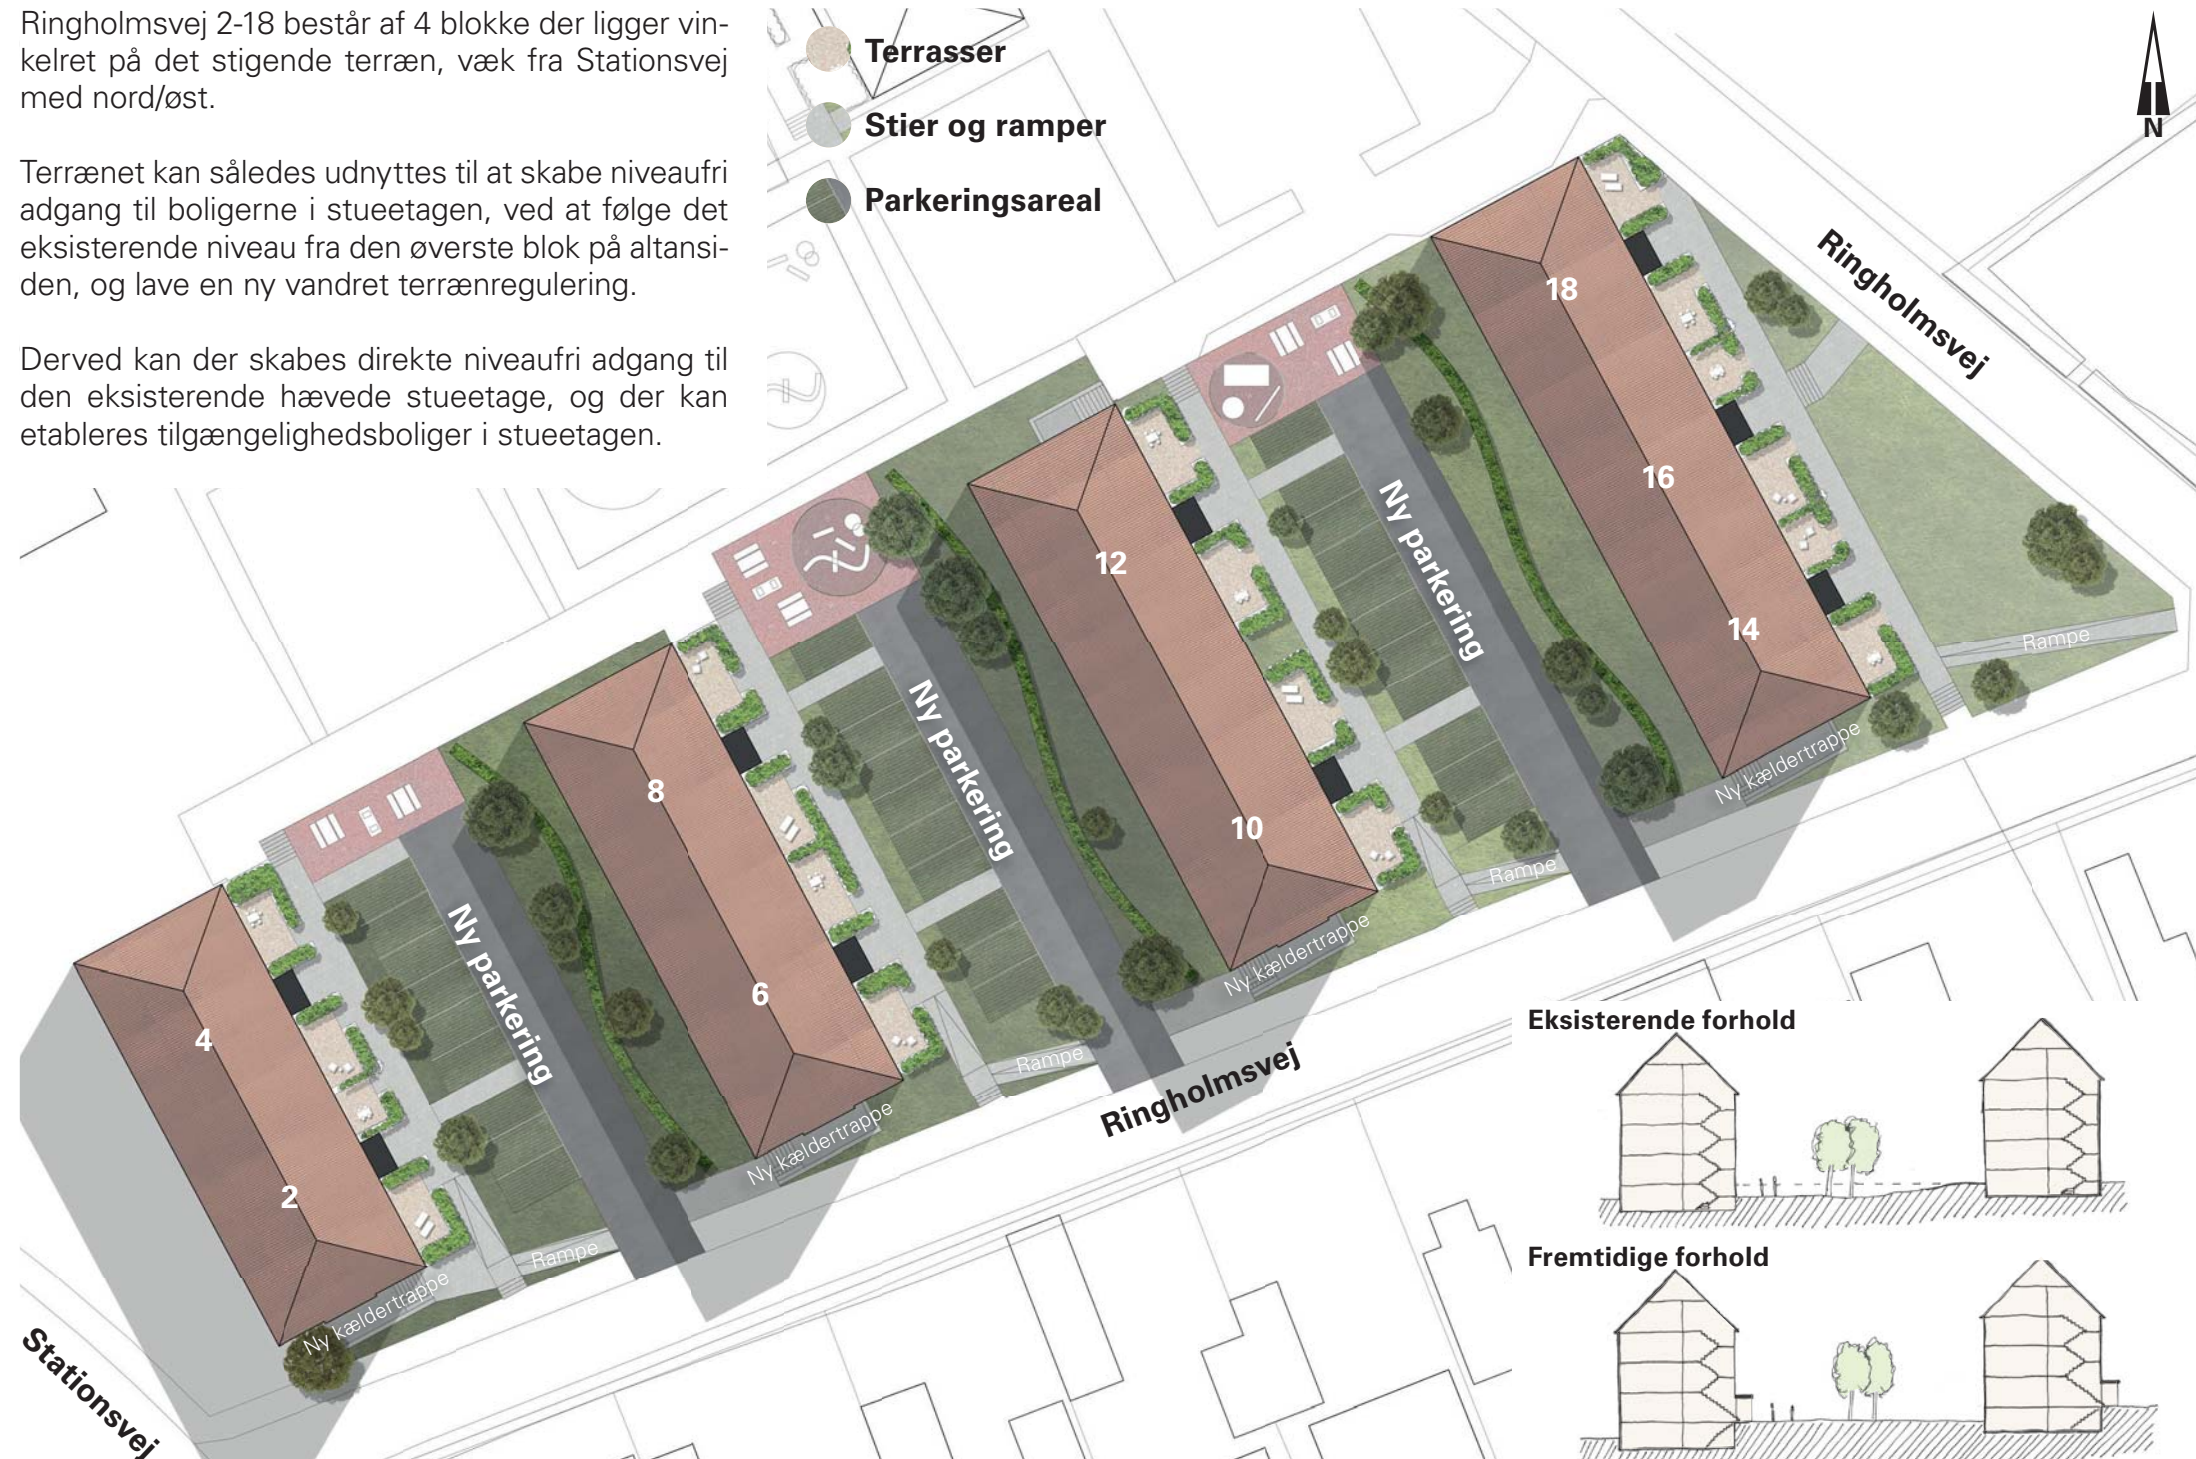 Ringholmsvej 2-18 består af 4 blokke der ligger vin-
kelret på det stigende terræn, væk fra Stationsvej
med nord/øst.
Terrænet kan således udnyttes til at skabe niveaufri
adgang til boligerne i stueetagen, ved at følge det
eksisterende niveau fra den øverste blok på altansi-
den, og lave en ny vandret terrænregulering.
Derved kan der skabes direkte niveaufri adgang til
den eksisterende hævede stueetage, og der kan
etableres tilgængelighedsboliger i stueetagen.
Terrasser
Stier og ramper
Parkeringsareal
N
Ringholmsvej
18
16
14
Rampe
Ny kældertrappe
Ny parkering
12
10
Rampe
Ny kældertrappe
Ny parkering
8
6
Rampe
Ny kældertrappe
Ny parkering
4
2
Rampe
Ny kældertrappe
Ringholmsvej
Stationsvej
Eksisterende forhold
Fremtidige forhold